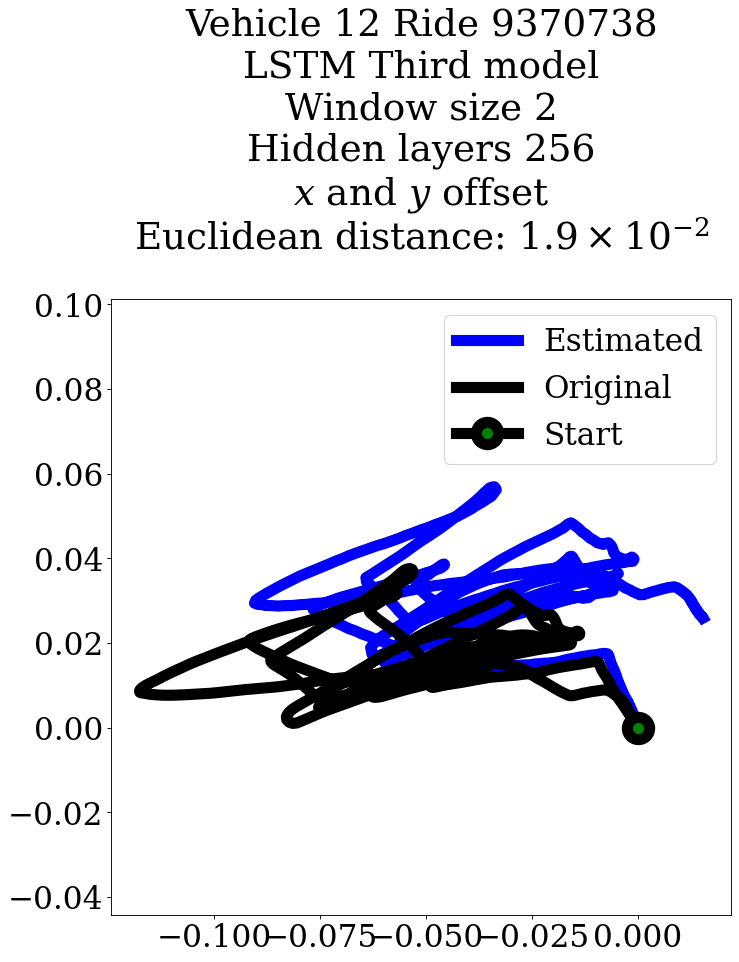 Vehicle 12 Ride 9370738
LSTM Third model
Window size 2
Hidden layers 256
x and y offset
Euclidean distance: 1.9 × 10⁻²
0.10
0.08
0.06
0.04
0.02
0.00
−0.02
−0.04
Estimated
Original
Start
−0.100 −0.075 −0.050 −0.025 0.000